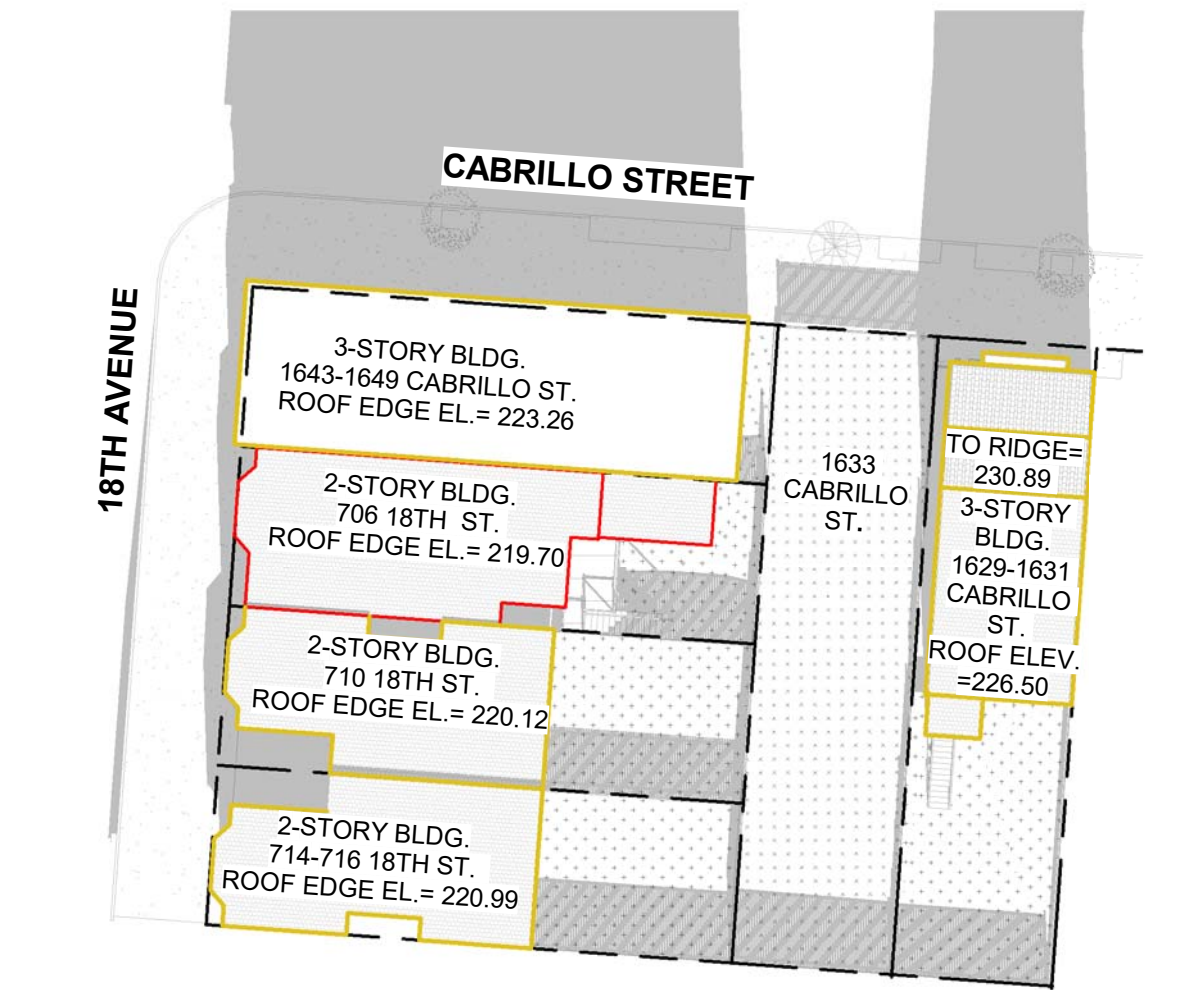 CABRILLO STREET
18TH AVENUE
3-STORY BLDG.
1643-1649 CABRILLO ST.
ROOF EDGE EL.= 223.26
2-STORY BLDG.
706 18TH ST.
ROOF EDGE EL.= 219.70
2-STORY BLDG.
710 18TH ST.
ROOF EDGE EL.= 220.12
2-STORY BLDG.
714-716 18TH ST.
ROOF EDGE EL.= 220.99
1633
CABRILLO
ST.
TO RIDGE=
230.89
3-STORY
BLDG.
1629-1631
CABRILLO
ST.
ROOF ELEV.
=226.50